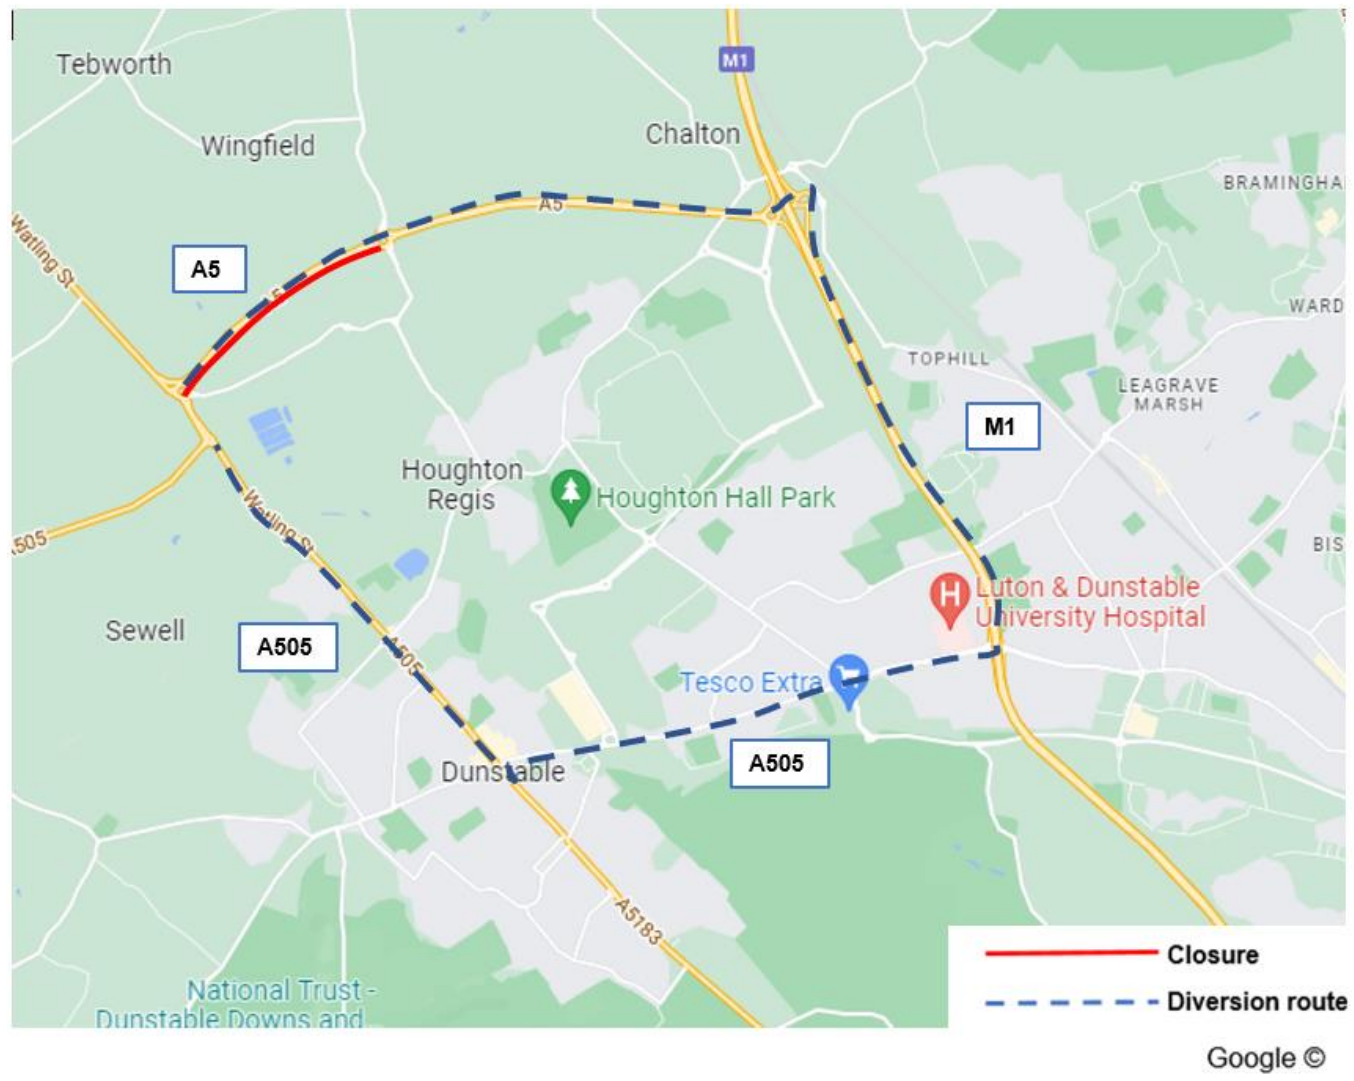 Tebworth
M1
Chalton
Wingfield
BRAMINGHA
Watling St
A5
A5
WARD
TOPHILL
LEAGRAVE
MARSH
M1
Houghton
Regis
Houghton Hall Park
Watling St
505
BIS
Luton & Dunstable
University Hospital
Sewell
A505
A505
Tesco Extra
A505
Dunstable
A5183
National Trust -
Dunstable Downs and
Closure
Diversion route
Google ©